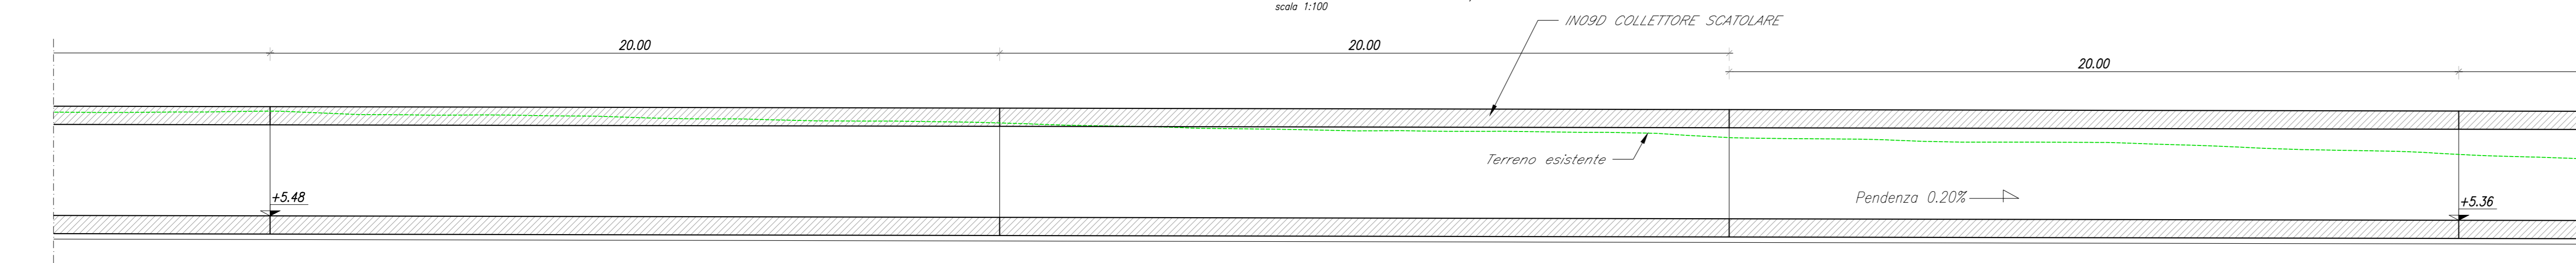 scala 1:100
IN09D COLLETTORE SCATOLARE
20.00
20.00
20.00
Terreno esistente
+5.48
Pendenza 0.20%
+5.36